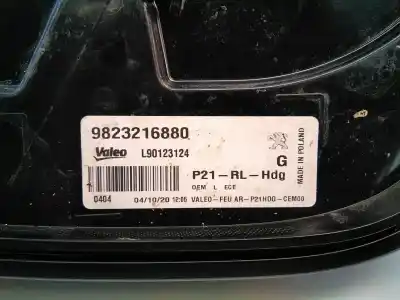 9823216880
Valeo L90123124
G
P21-RL-Hdg
OEM L ECE
MADE IN POLAND
0404 04/10/20 12:05 VALEO-FEU AR-P21HDG-CEM00